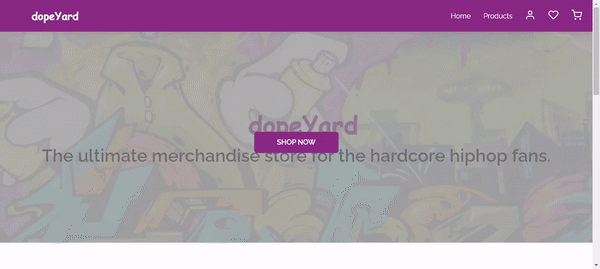 dopeYard
Home Products
dopeYard
SHOP NOW
The ultimate merchandise store for the hardcore hiphop fans.